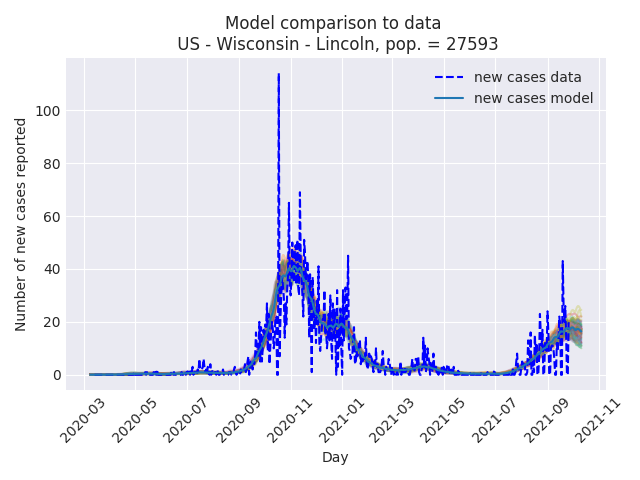 Model comparison to data
US - Wisconsin - Lincoln, pop. = 27593
new cases data
new cases model
Number of new cases reported
100
80
60
40
20
0
2020-03
2020-05
2020-07
2020-09
2020-11
2021-01
2021-03
2021-05
2021-07
2021-09
2021-11
Day